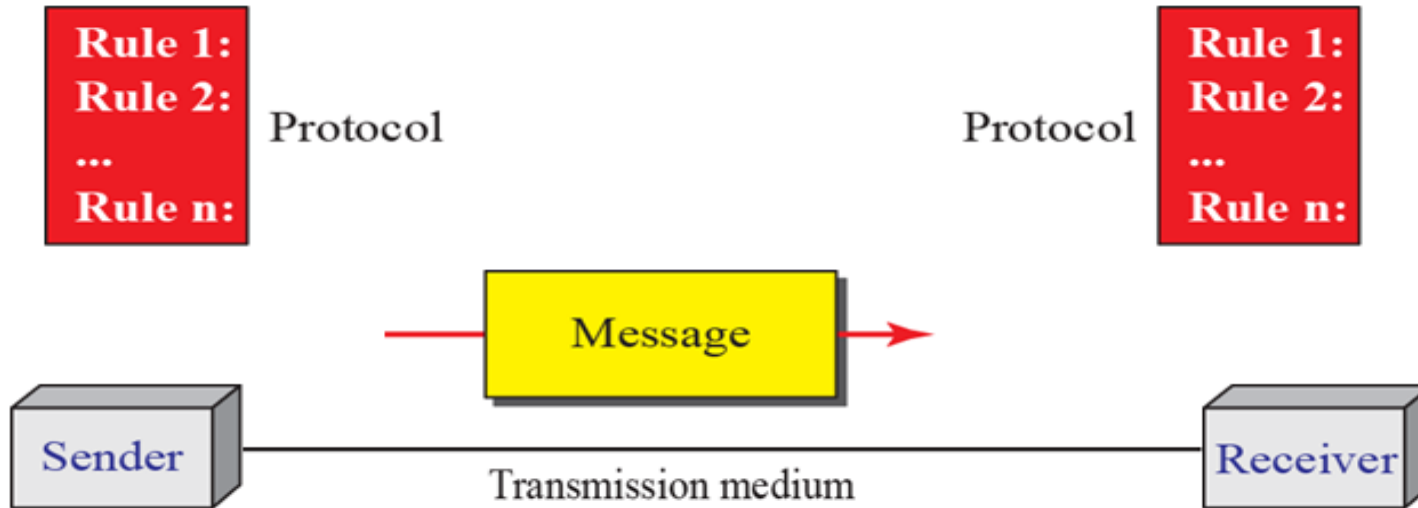 Rule 1:
Rule 2:
...
Rule n:
Protocol
Protocol
Rule 1:
Rule 2:
...
Rule n:
Message
Sender
Transmission medium
Receiver